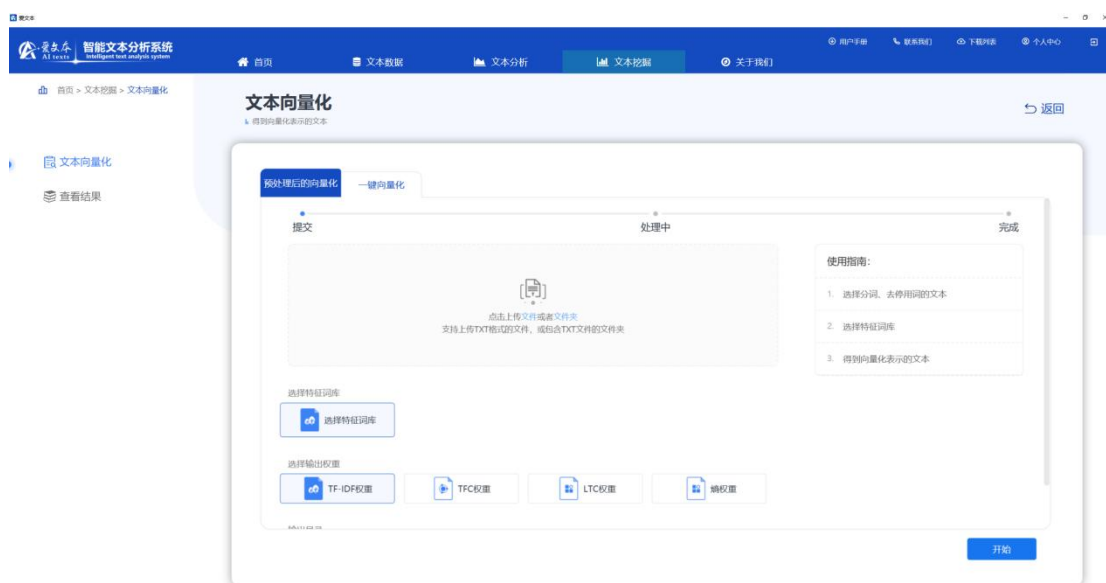 爱文本
爱文本 智能文本分析系统
AI texts Intelligent text analysis system
用户手册 联系我们 下载列表 个人中心
首页 文本数据 文本分析 文本挖掘 关于我们
首页 > 文本挖掘 > 文本向量化
文本向量化
得到向量化表示的文本
返回
文本向量化
查看结果
预处理后的向量化 一键向量化
提交 处理中 完成
点击上传文件或者文件夹
支持上传TXT格式的文件，或包含TXT文件的文件夹
使用指南：
1. 选择分词、去停用词的文本
2. 选择特征词库
3. 得到向量化表示的文本
选择特征词库
选择特征词库
选择输出权重
TF-IDF权重 TFC权重 LTC权重 熵权重
开始